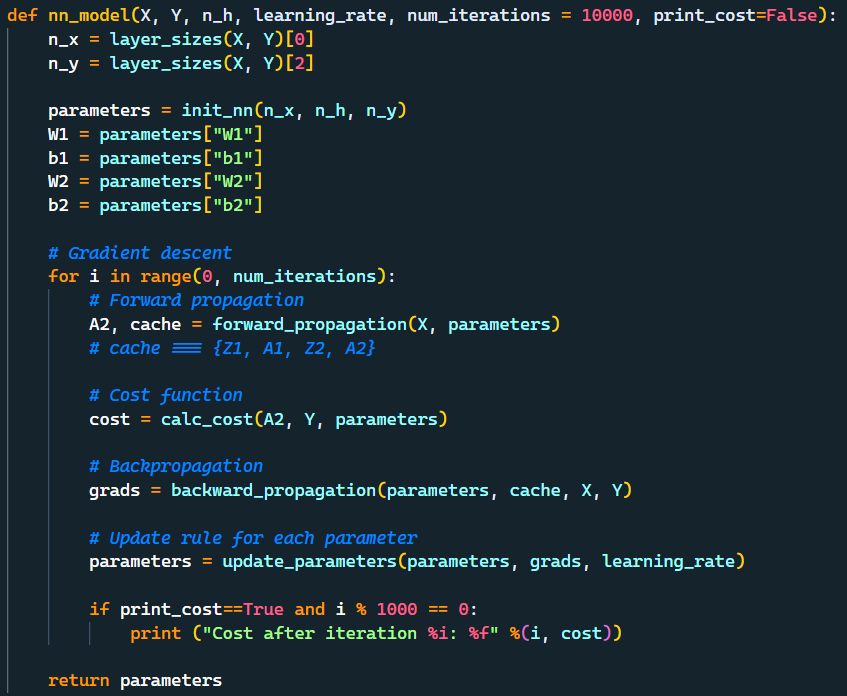 def nn_model(X, Y, n_h, learning_rate, num_iterations = 10000, print_cost=False):
    n_x = layer_sizes(X, Y)[0]
    n_y = layer_sizes(X, Y)[2]

    parameters = init_nn(n_x, n_h, n_y)
    W1 = parameters["W1"]
    b1 = parameters["b1"]
    W2 = parameters["W2"]
    b2 = parameters["b2"]

    # Gradient descent
    for i in range(0, num_iterations):
        # Forward propagation
        A2, cache = forward_propagation(X, parameters)
        # cache === {Z1, A1, Z2, A2}

        # Cost function
        cost = calc_cost(A2, Y, parameters)

        # Backpropagation
        grads = backward_propagation(parameters, cache, X, Y)

        # Update rule for each parameter
        parameters = update_parameters(parameters, grads, learning_rate)

        if print_cost==True and i % 1000 == 0:
            print ("Cost after iteration %i: %f" %(i, cost))

    return parameters